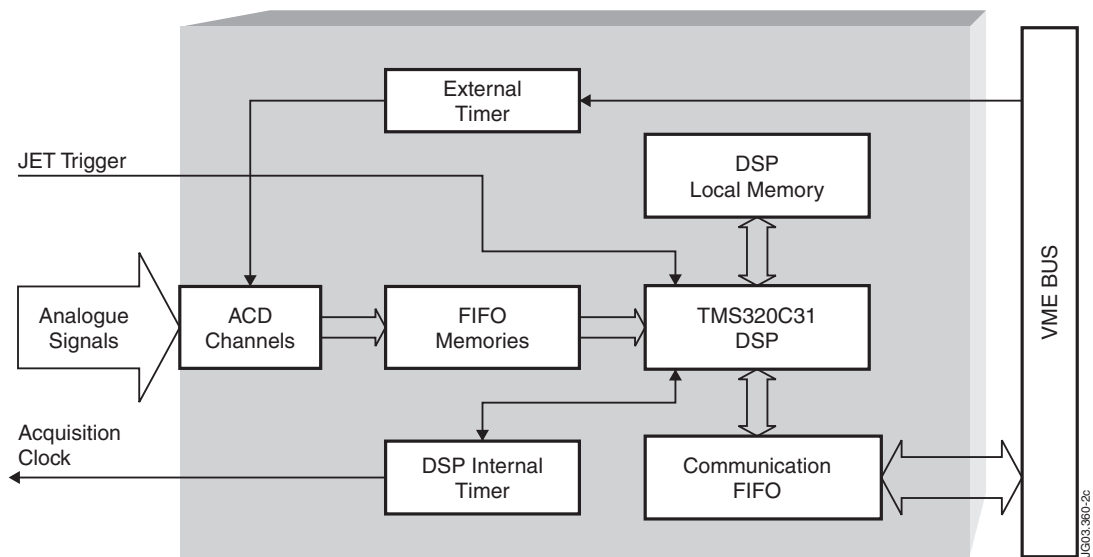 External
Timer
JET Trigger
DSP
Local Memory
Analogue
Signals
ACD
Channels
FIFO
Memories
TMS320C31
DSP
VME BUS
Acquisition
Clock
DSP Internal
Timer
Communication
FIFO
JG03.360-2c